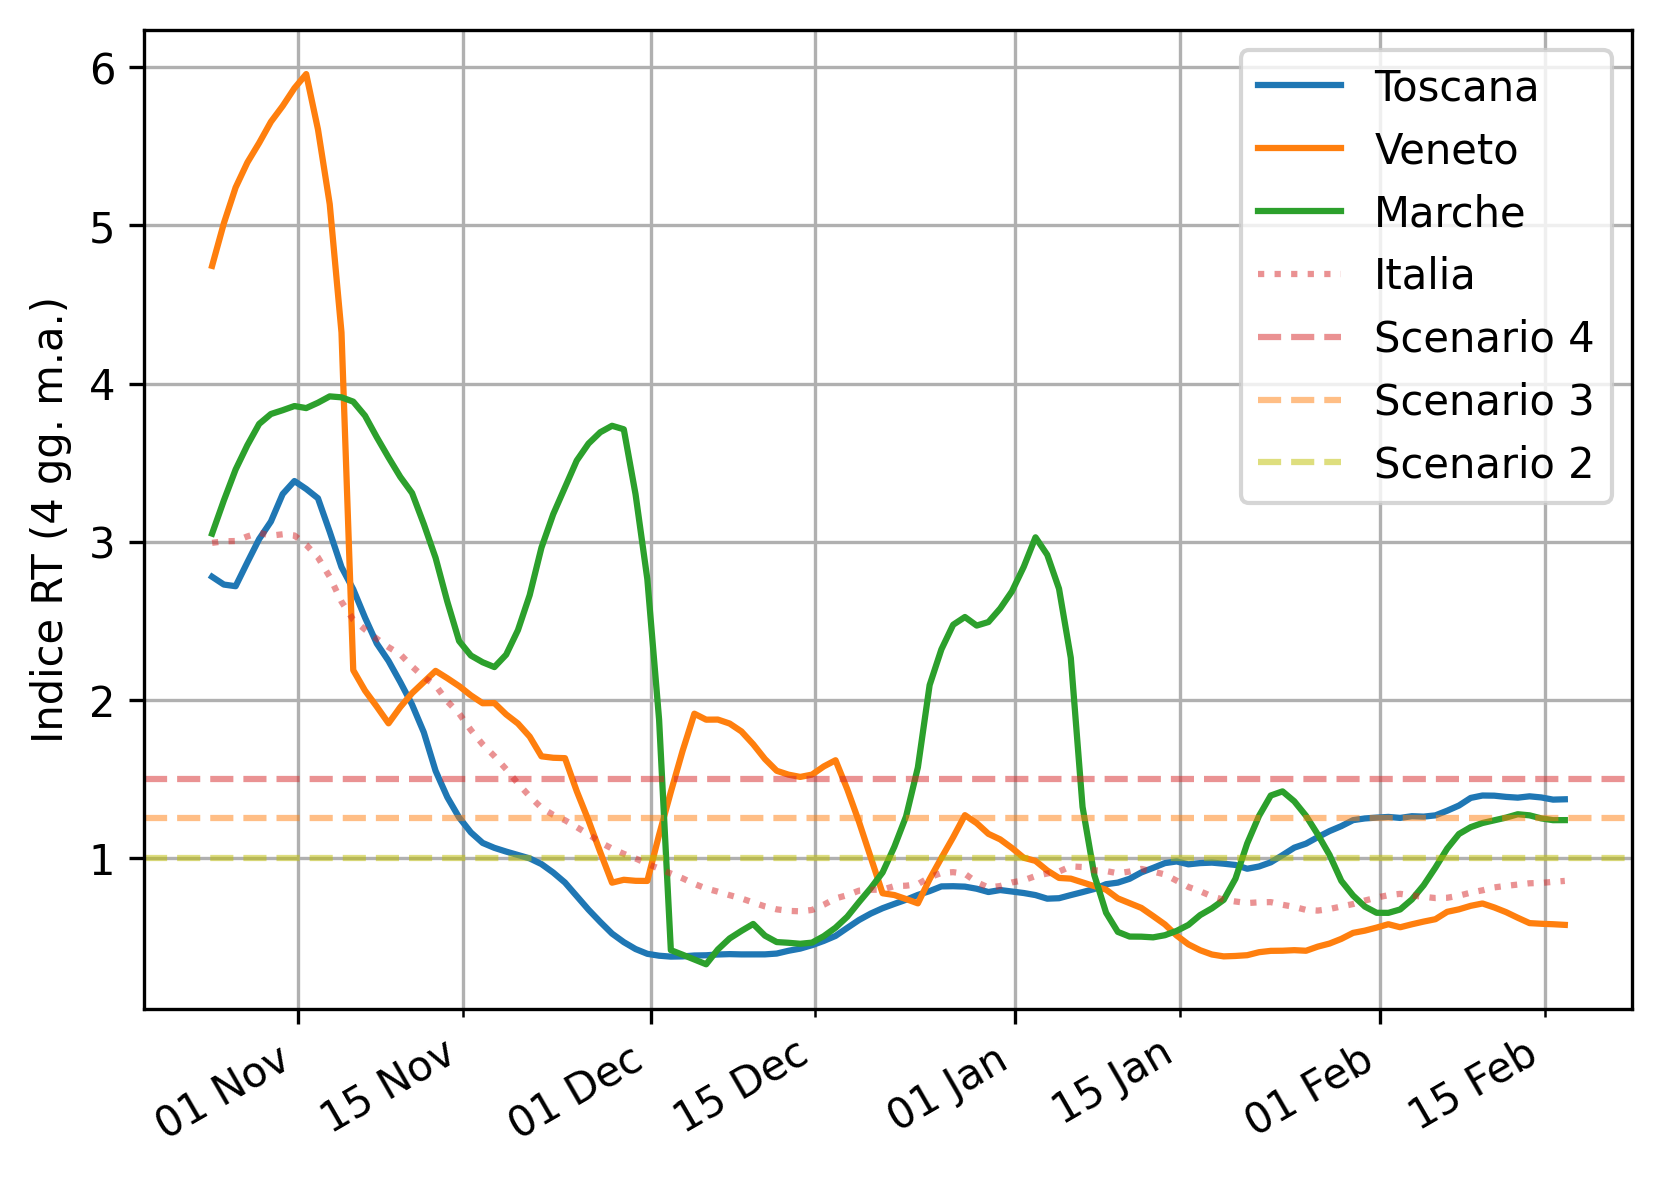 6
5
4
3
2
1
Indice RT (4 gg. m.a.)
Toscana
Veneto
Marche
Italia
Scenario 4
Scenario 3
Scenario 2
01 Nov
15 Nov
01 Dec
15 Dec
01 Jan
15 Jan
01 Feb
15 Feb